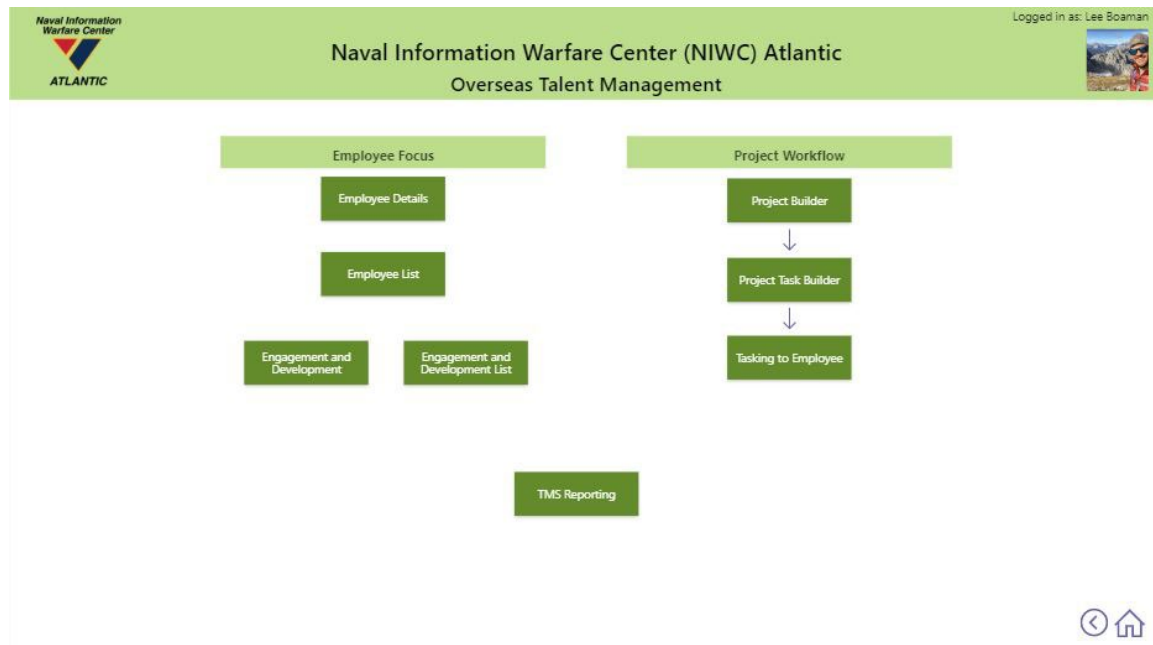 Naval Information
Warfare Center
ATLANTIC
Logged in as: Lee Boaman
Naval Information Warfare Center (NIWC) Atlantic
Overseas Talent Management
Employee Focus
Employee Details
Employee List
Engagement and
Development
Engagement and
Development List
Project Workflow
Project Builder
Project Task Builder
Tasking to Employee
TMS Reporting